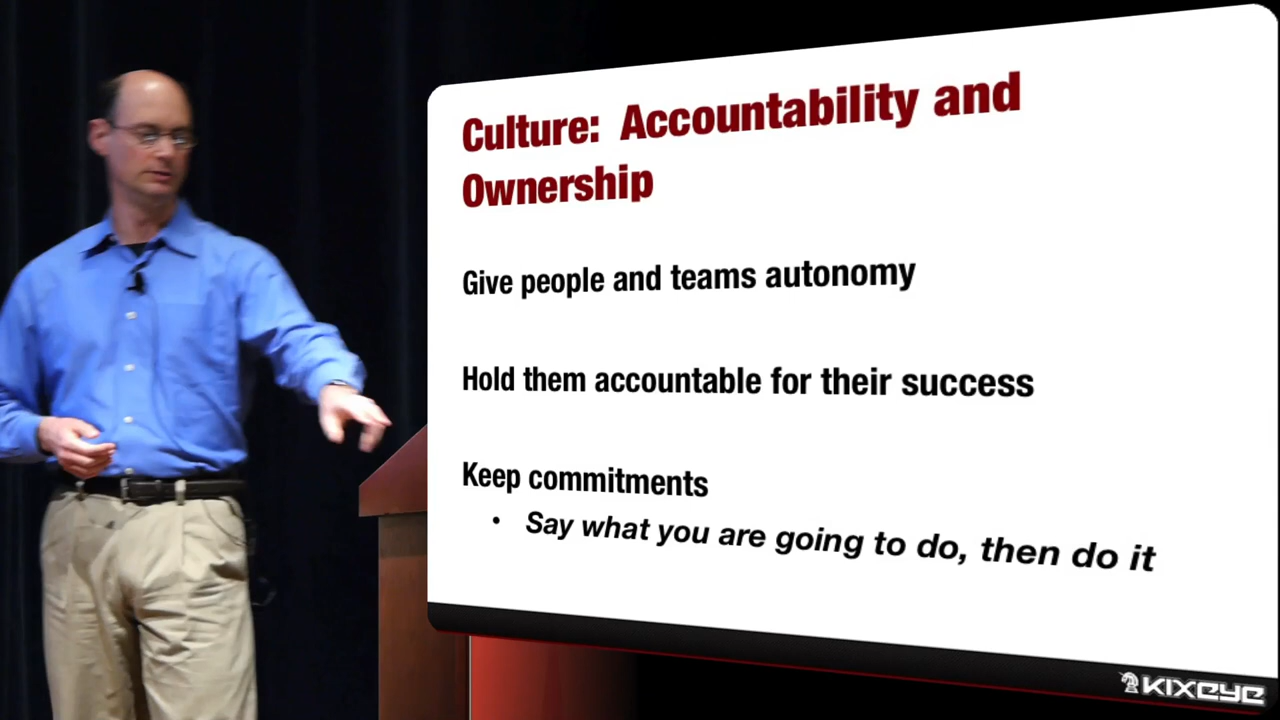 Culture: Accountability and
Ownership
Give people and teams autonomy
Hold them accountable for their success
Keep commitments
• Say what you are going to do, then do it
KIXEYE